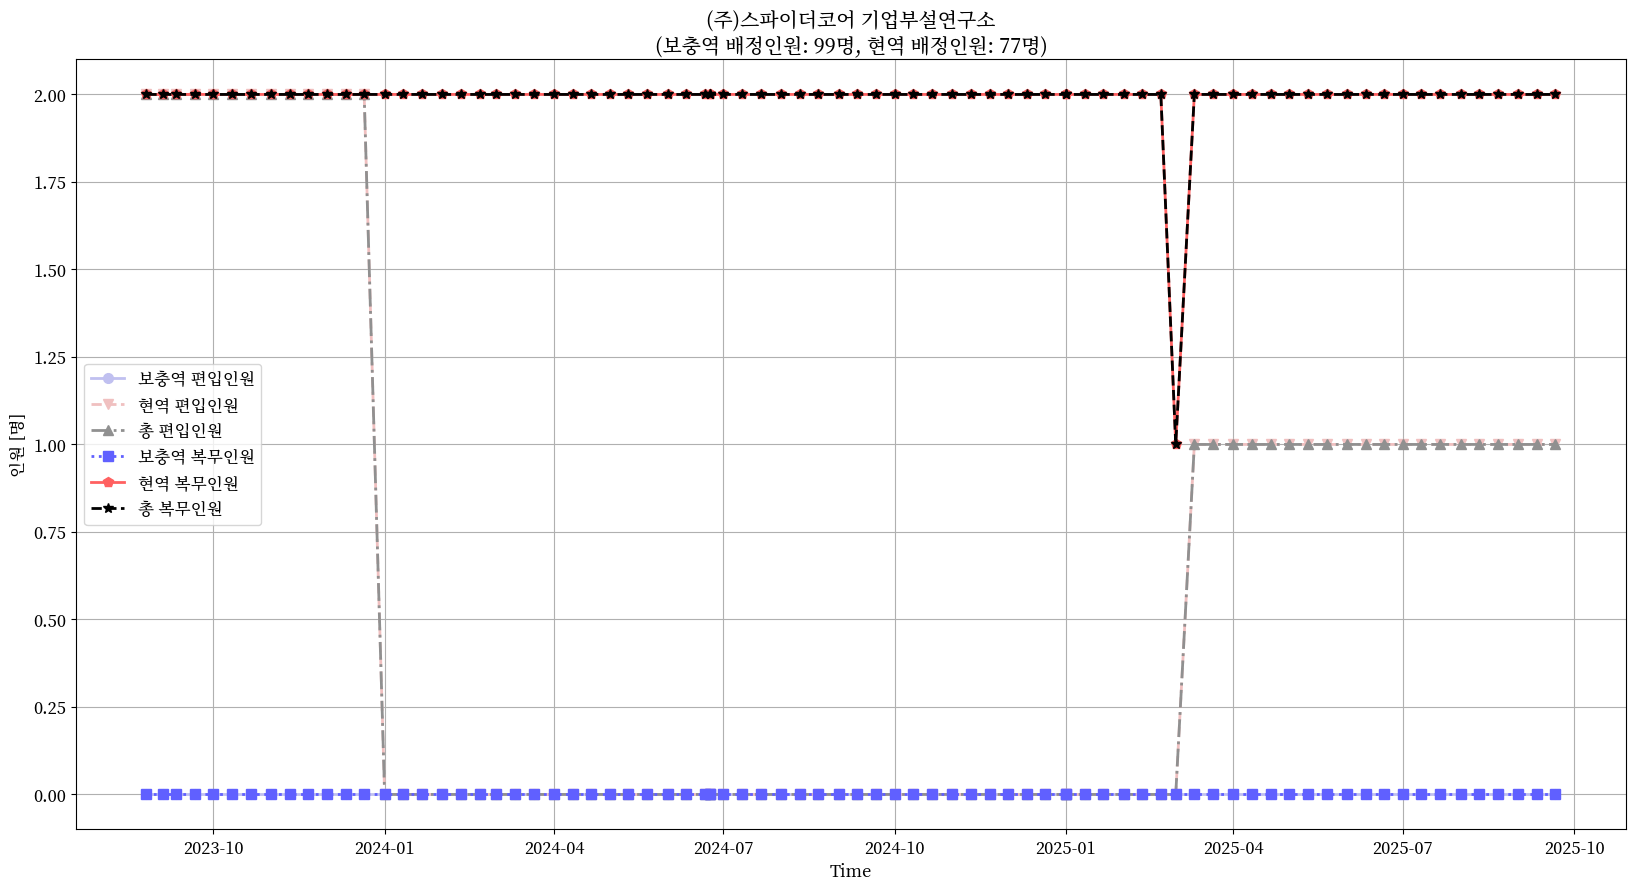 (주)스파이더코어 기업부설연구소
(보충역 배정인원: 99명, 현역 배정인원: 77명)
인원 [명]
2.00
1.75
1.50
1.25
1.00
0.75
0.50
0.25
0.00
보충역 편입인원
현역 편입인원
총 편입인원
보충역 복무인원
현역 복무인원
총 복무인원
2023-10
2024-01
2024-04
2024-07
2024-10
2025-01
2025-04
2025-07
2025-10
Time